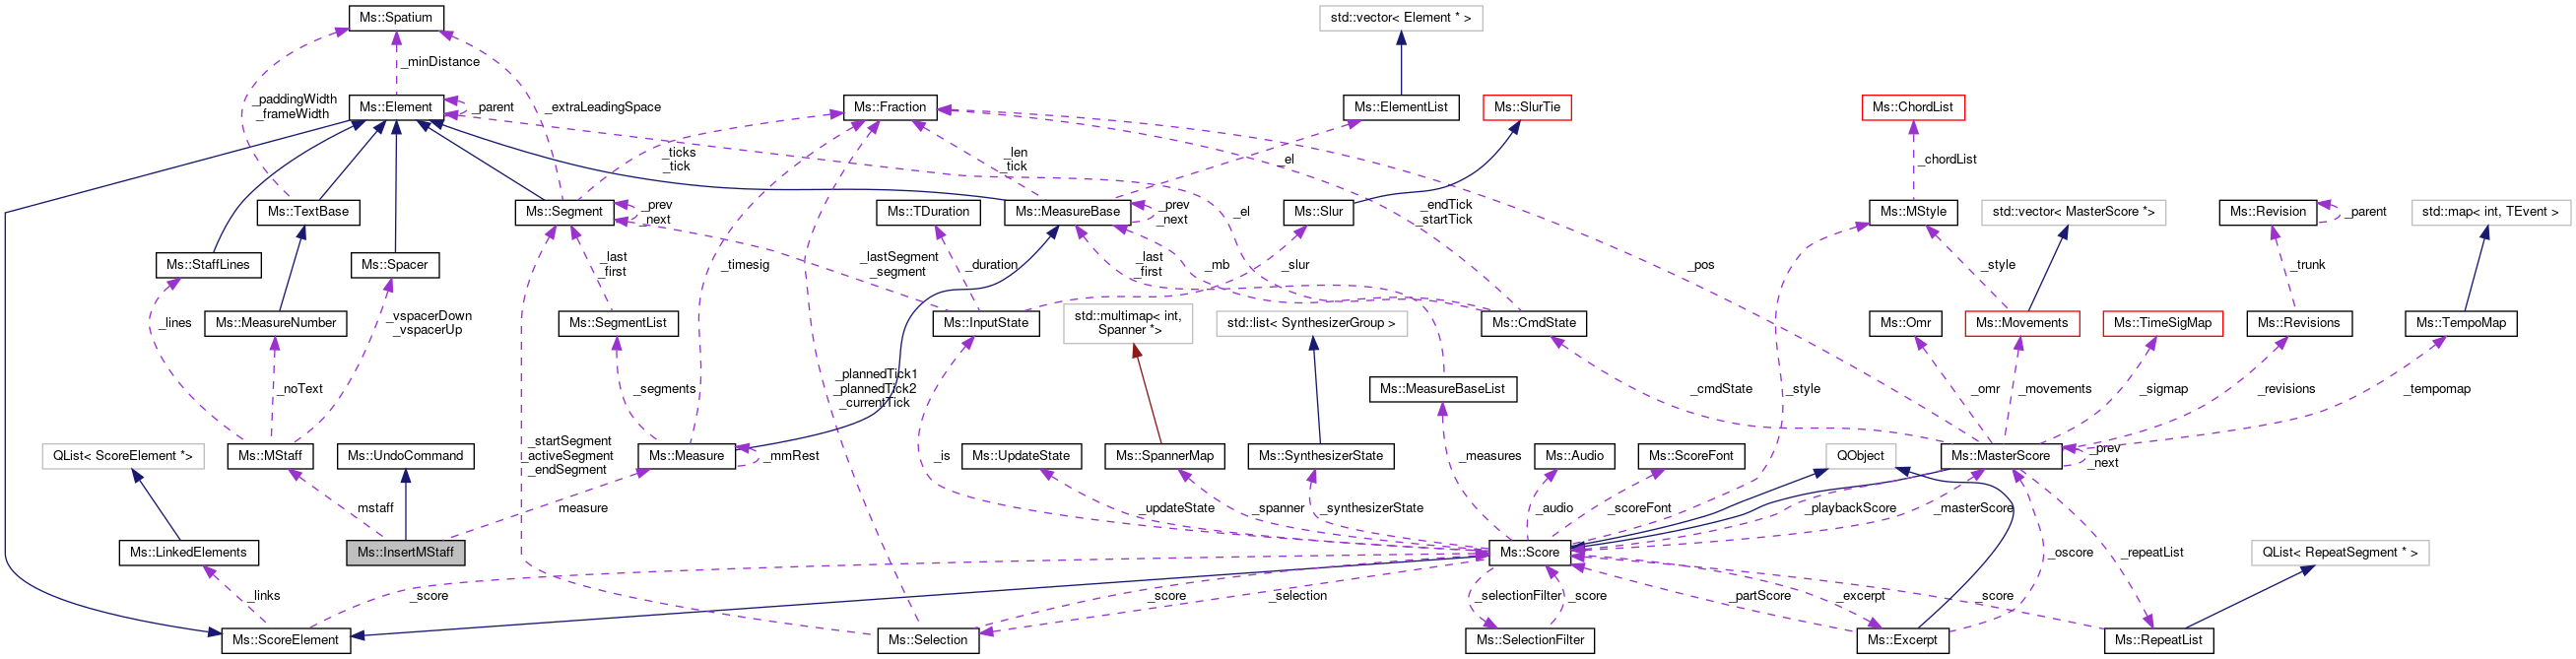 Ms::Spatium
std::vector< Element * >
_minDistance
_paddingWidth
_frameWidth
Ms::Element
_parent
_extraLeadingSpace
Ms::Fraction
Ms::ElementList
Ms::SlurTie
Ms::ChordList
_ticks
_tick
_len
_tick
_el
_chordList
Ms::TextBase
Ms::Segment
_prev
_next
Ms::TDuration
Ms::MeasureBase
_prev
_next
_el
Ms::Slur
_endTick
_startTick
Ms::MStyle
std::vector< MasterScore *>
Ms::Revision
_parent
std::map< int, TEvent >
Ms::StaffLines
Ms::Spacer
_last
_first
_timesig
_lastSegment
_segment
_duration
_last
_first
_mb
_slur
_pos
_style
_trunk
_lines
Ms::MeasureNumber
_vspacerDown
_vspacerUp
Ms::SegmentList
Ms::InputState
std::multimap< int,
Spanner *>
std::list< SynthesizerGroup >
Ms::CmdState
Ms::Omr
Ms::Movements
Ms::TimeSigMap
Ms::Revisions
Ms::TempoMap
_noText
_segments
_plannedTick1
_plannedTick2
_currentTick
Ms::MeasureBaseList
_cmdState
_style
_omr
_movements
_sigmap
_revisions
_tempomap
QList< ScoreElement *>
Ms::MStaff
Ms::UndoCommand
_startSegment
_activeSegment
_endSegment
Ms::Measure
_mmRest
_is
Ms::UpdateState
Ms::SpannerMap
Ms::SynthesizerState
_measures
Ms::Audio
Ms::ScoreFont
QObject
Ms::MasterScore
_prev
_next
mstaff
measure
_updateState
_spanner
_synthesizerState
_audio
_scoreFont
_playbackScore
_masterScore
Ms::LinkedElements
Ms::InsertMStaff
Ms::Score
_oscore
_repeatList
QList< RepeatSegment * >
_links
_score
_score
_selection
_selectionFilter
_score
_partScore
_excerpt
_score
Ms::ScoreElement
Ms::Selection
Ms::SelectionFilter
Ms::Excerpt
Ms::RepeatList